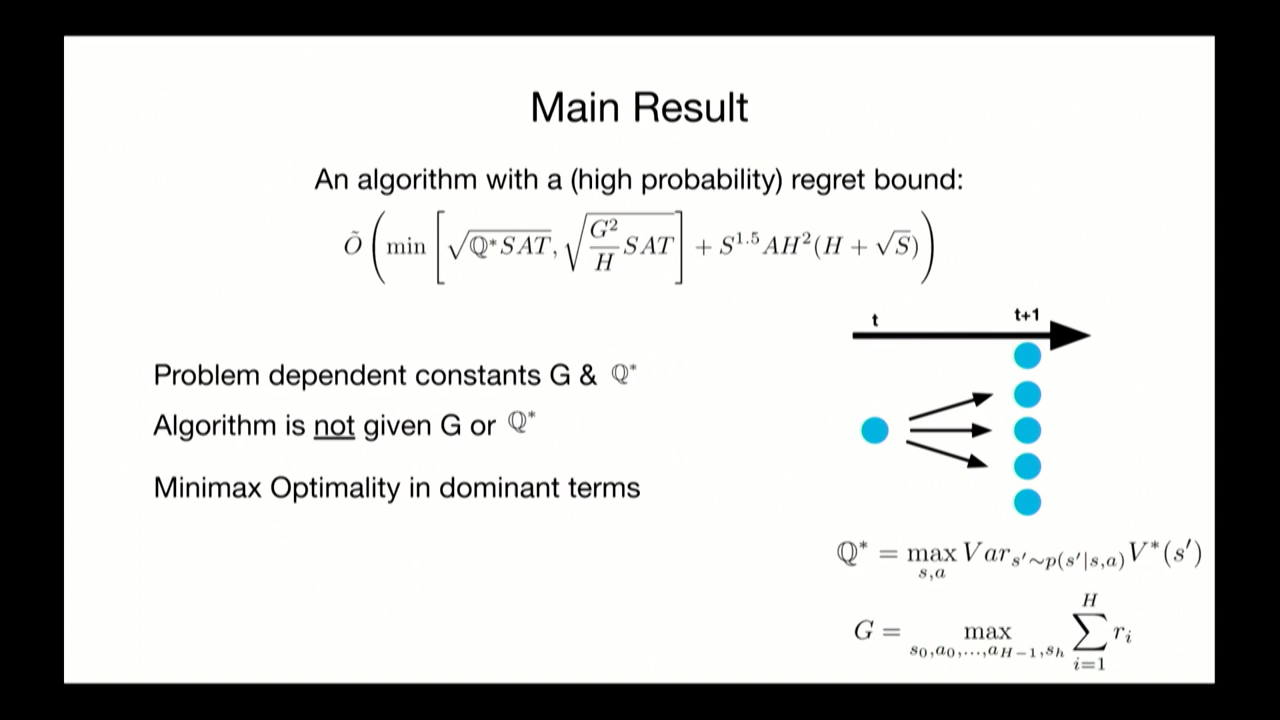 Main Result
An algorithm with a (high probability) regret bound:
Õ ( min [ √(ℚ*SAT), √(G²/H SAT) ] + S^1.5 AH²(H + √S) )
t t+1
Problem dependent constants G & ℚ*
Algorithm is not given G or ℚ*
Minimax Optimality in dominant terms
ℚ* = max_{s,a} Var_{s'∼p(s'|s,a)} V*(s')
G = max_{s₀,a₀,...,a_{H−1},s_h} ∑_{i=1}^{H} r_i